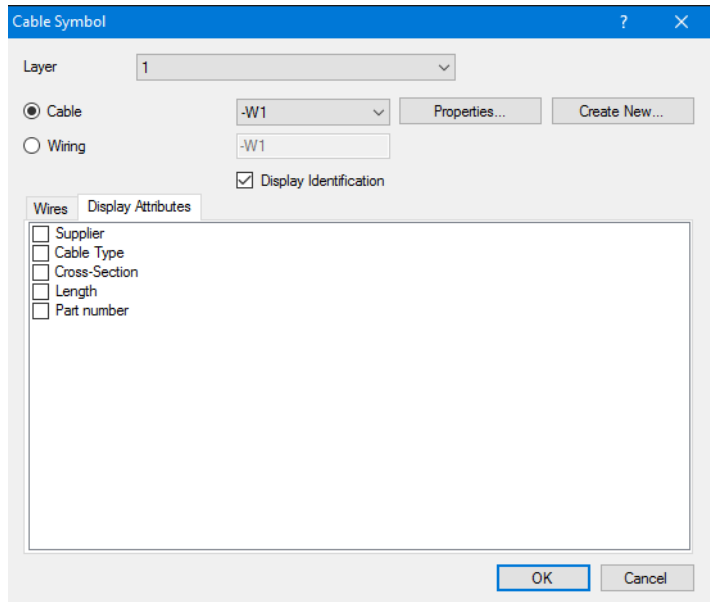 Cable Symbol ? ×
Layer 1
Cable -W1 Properties... Create New...
Wiring -W1
Display Identification
Wires Display Attributes
Supplier
Cable Type
Cross-Section
Length
Part number
OK Cancel